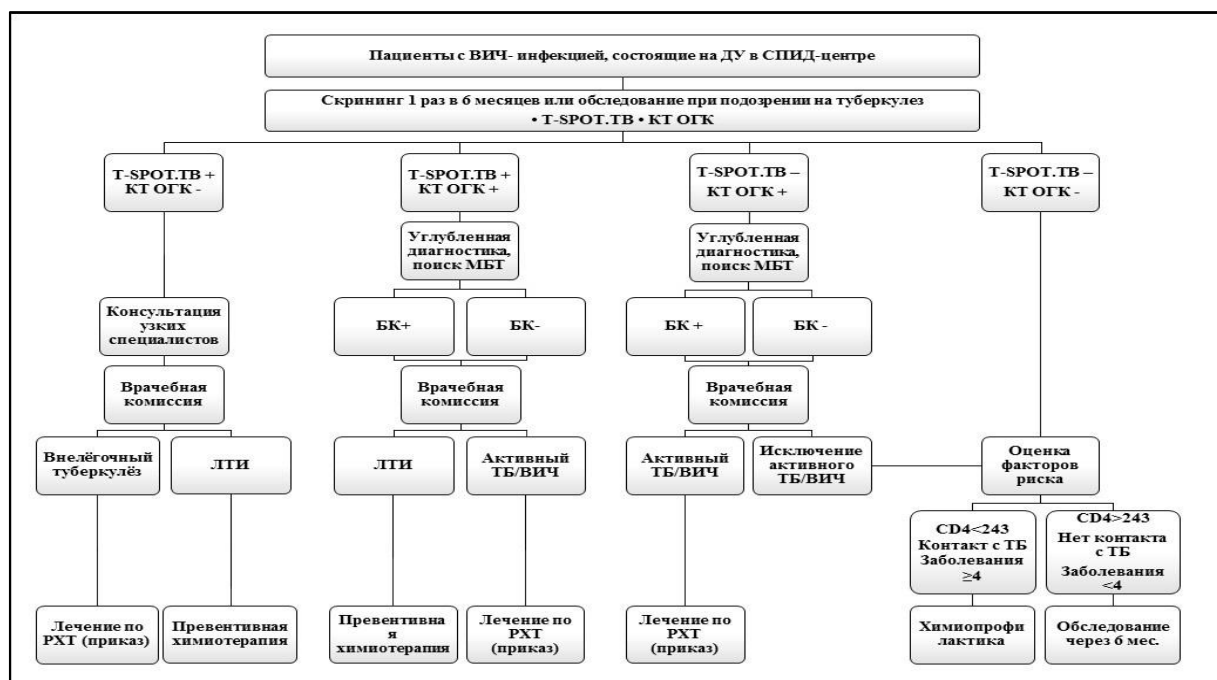 Пациенты с ВИЧ- инфекцией, состоящие на ДУ в СПИД-центре
Скрининг 1 раз в 6 месяцев или обследование при подозрении на туберкулез
• T-SPOT.TB • КТ ОГК
T-SPOT.TB +
КТ ОГК -
T-SPOT.TB +
КТ ОГК +
T-SPOT.TB –
КТ ОГК +
T-SPOT.TB –
КТ ОГК -
Углубленная
диагностика,
поиск МБТ
Углубленная
диагностика,
поиск МБТ
Консультация
узких
специалистов
БК+
БК-
БК +
БК -
Врачебная
комиссия
Врачебная
комиссия
Врачебная
комиссия
Внелёгочный
туберкулёз
ЛТИ
ЛТИ
Активный
ТБ/ВИЧ
Активный
ТБ/ВИЧ
Исключение
активного
ТБ/ВИЧ
Оценка
факторов
риска
CD4<243
Контакт с ТБ
Заболевания
≥4
CD4>243
Нет контакта
с ТБ
Заболевания
<4
Лечение по
РХТ (приказ)
Превентивная
химиотерапия
Превентивна
я
химиотерапия
Лечение по
РХТ
(приказ)
Лечение по
РХТ
(приказ)
Химиопрофи
лактика
Обследование
через 6 мес.